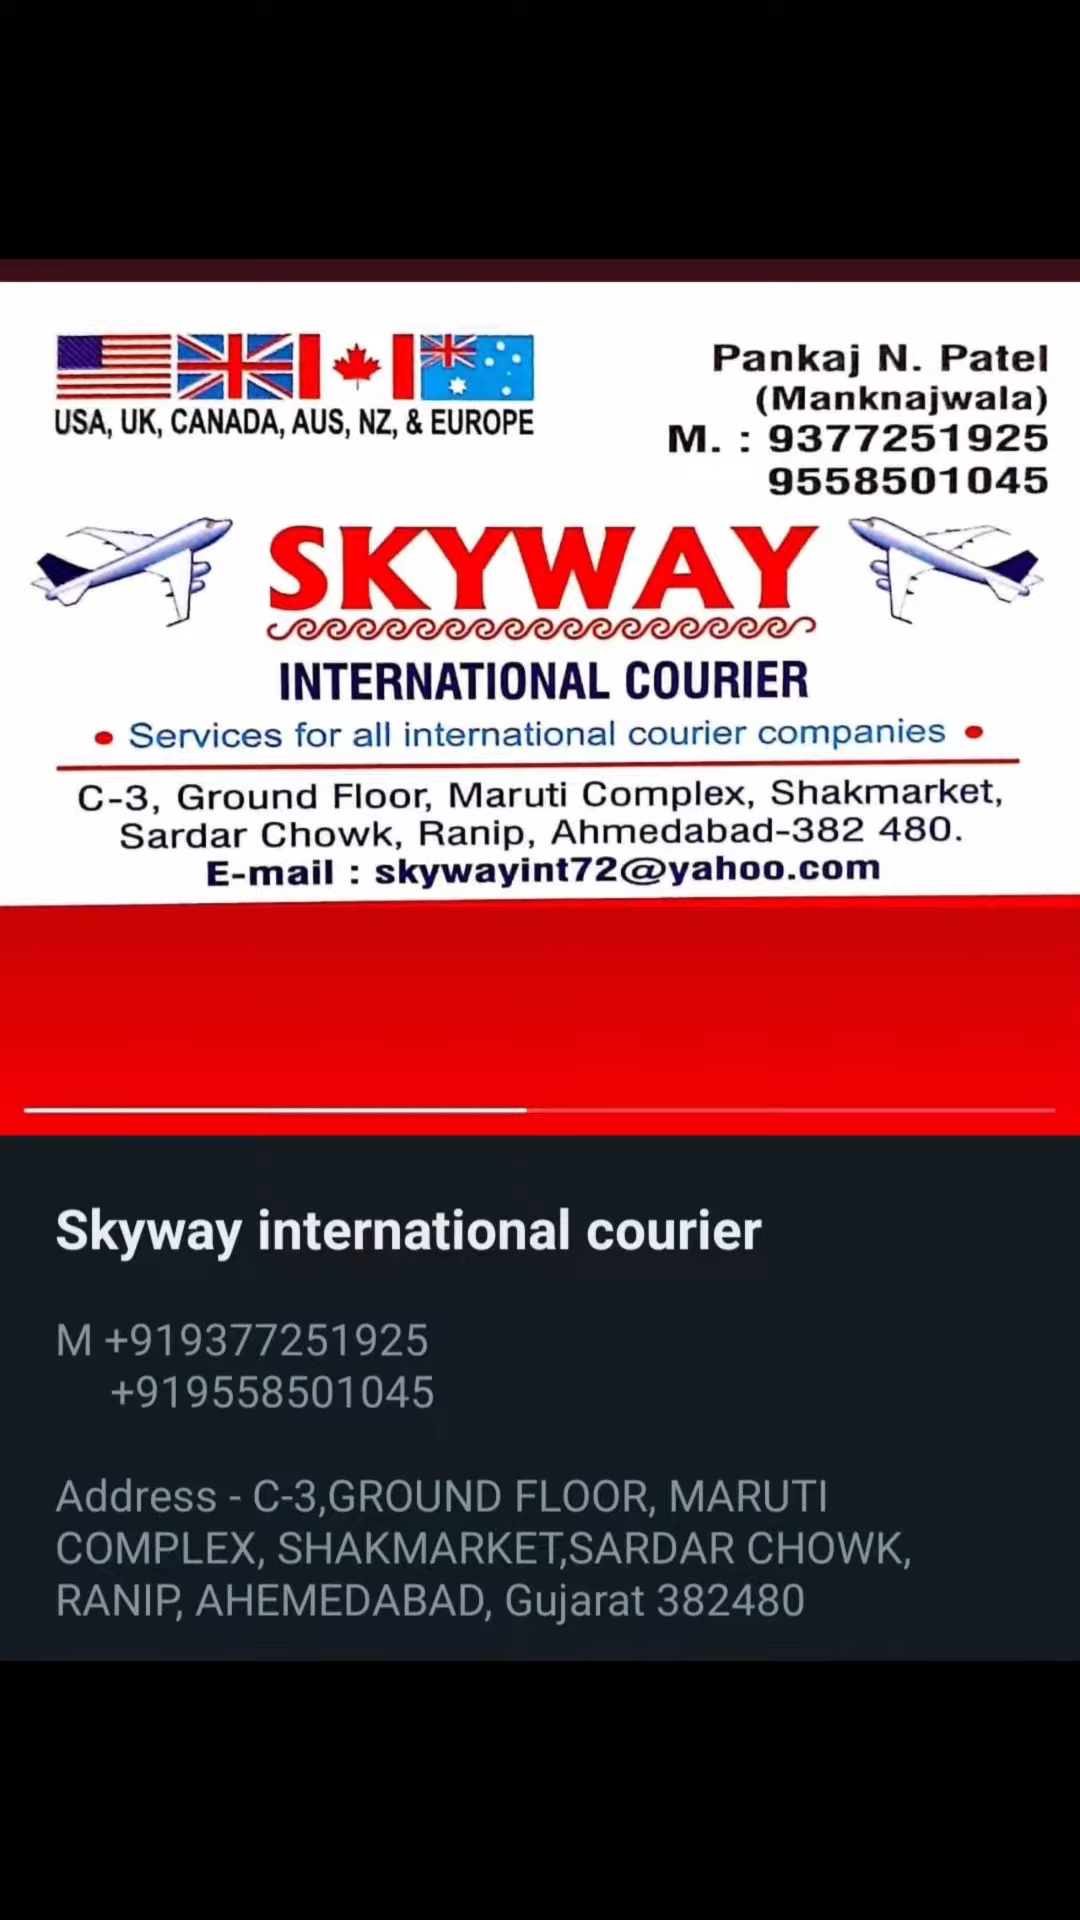 USA, UK, CANADA, AUS, NZ, & EUROPE
Pankaj N. Patel
(Manknajwala)
M. : 9377251925
9558501045
SKYWAY
INTERNATIONAL COURIER
• Services for all international courier companies •
C-3, Ground Floor, Maruti Complex, Shakmarket,
Sardar Chowk, Ranip, Ahmedabad-382 480.
E-mail : skywayint72@yahoo.com
Skyway international courier
M +919377251925
+919558501045
Address - C-3,GROUND FLOOR, MARUTI
COMPLEX, SHAKMARKET,SARDAR CHOWK,
RANIP, AHEMEDABAD, Gujarat 382480